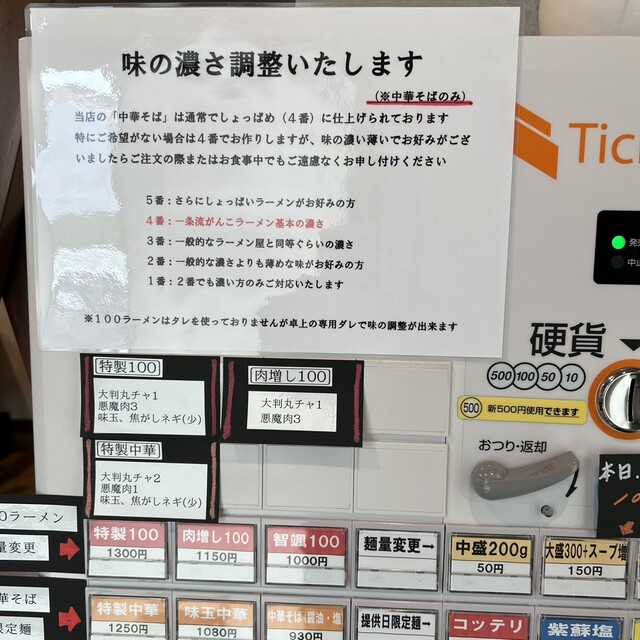 味の濃さ調整いたします
(※中華そばのみ)
当店の「中華そば」は通常でしょっぱめ（４番）に仕上げられております
特にご希望がない場合は４番でお作りしますが、味の濃い薄いでお好みがござ
いましたらご注文の際またはお食事中でもご遠慮なくお申し付けください
５番：さらにしょっぱいラーメンがお好みの方
４番：一条流がんこラーメン基本の濃さ
３番：一般的なラーメン屋と同等ぐらいの濃さ
２番：一般的な濃さよりも薄めな味がお好みの方
１番：２番でも濃い方のみご対応いたします
※１００ラーメンはタレを使っておりませんが卓上の専用ダレで味の調整が出来ます
Tic
発
中止
硬貨
500 100 50 10
500 新500円使用できます
おつり・返却
本日
特製100
大判丸チャ1
悪魔肉3
味玉、焦がしネギ(少)
肉増し100
大判丸チャ1
悪魔肉3
特製中華
大判丸チャ2
悪魔肉1
味玉、焦がしネギ(少)
0ラーメン
量変更
特製100
1300円
肉増し100
1150円
智颯100
1000円
麺量変更→
中盛200g
50円
大盛300+スープ増
150円
華そば
限定麺
特製中華
1250円
味玉中華
1080円
中華そば(醤油・塩
930円
提供日限定麺→
コッテリ
紫蘇塩